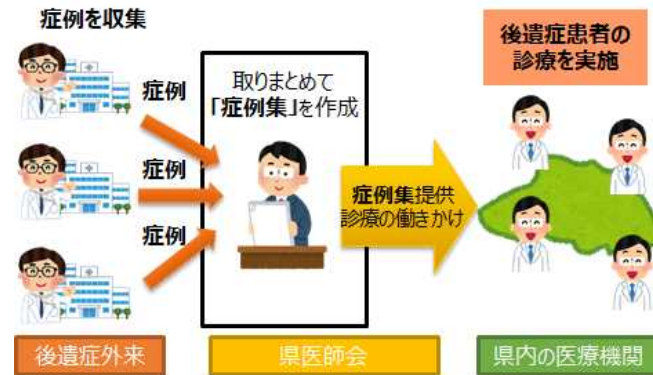 症例を収集
症例
症例
症例
取りまとめて
「症例集」を作成
症例集提供
診療の働きかけ
後遺症患者の
診療を実施
後遺症外来
県医師会
県内の医療機関